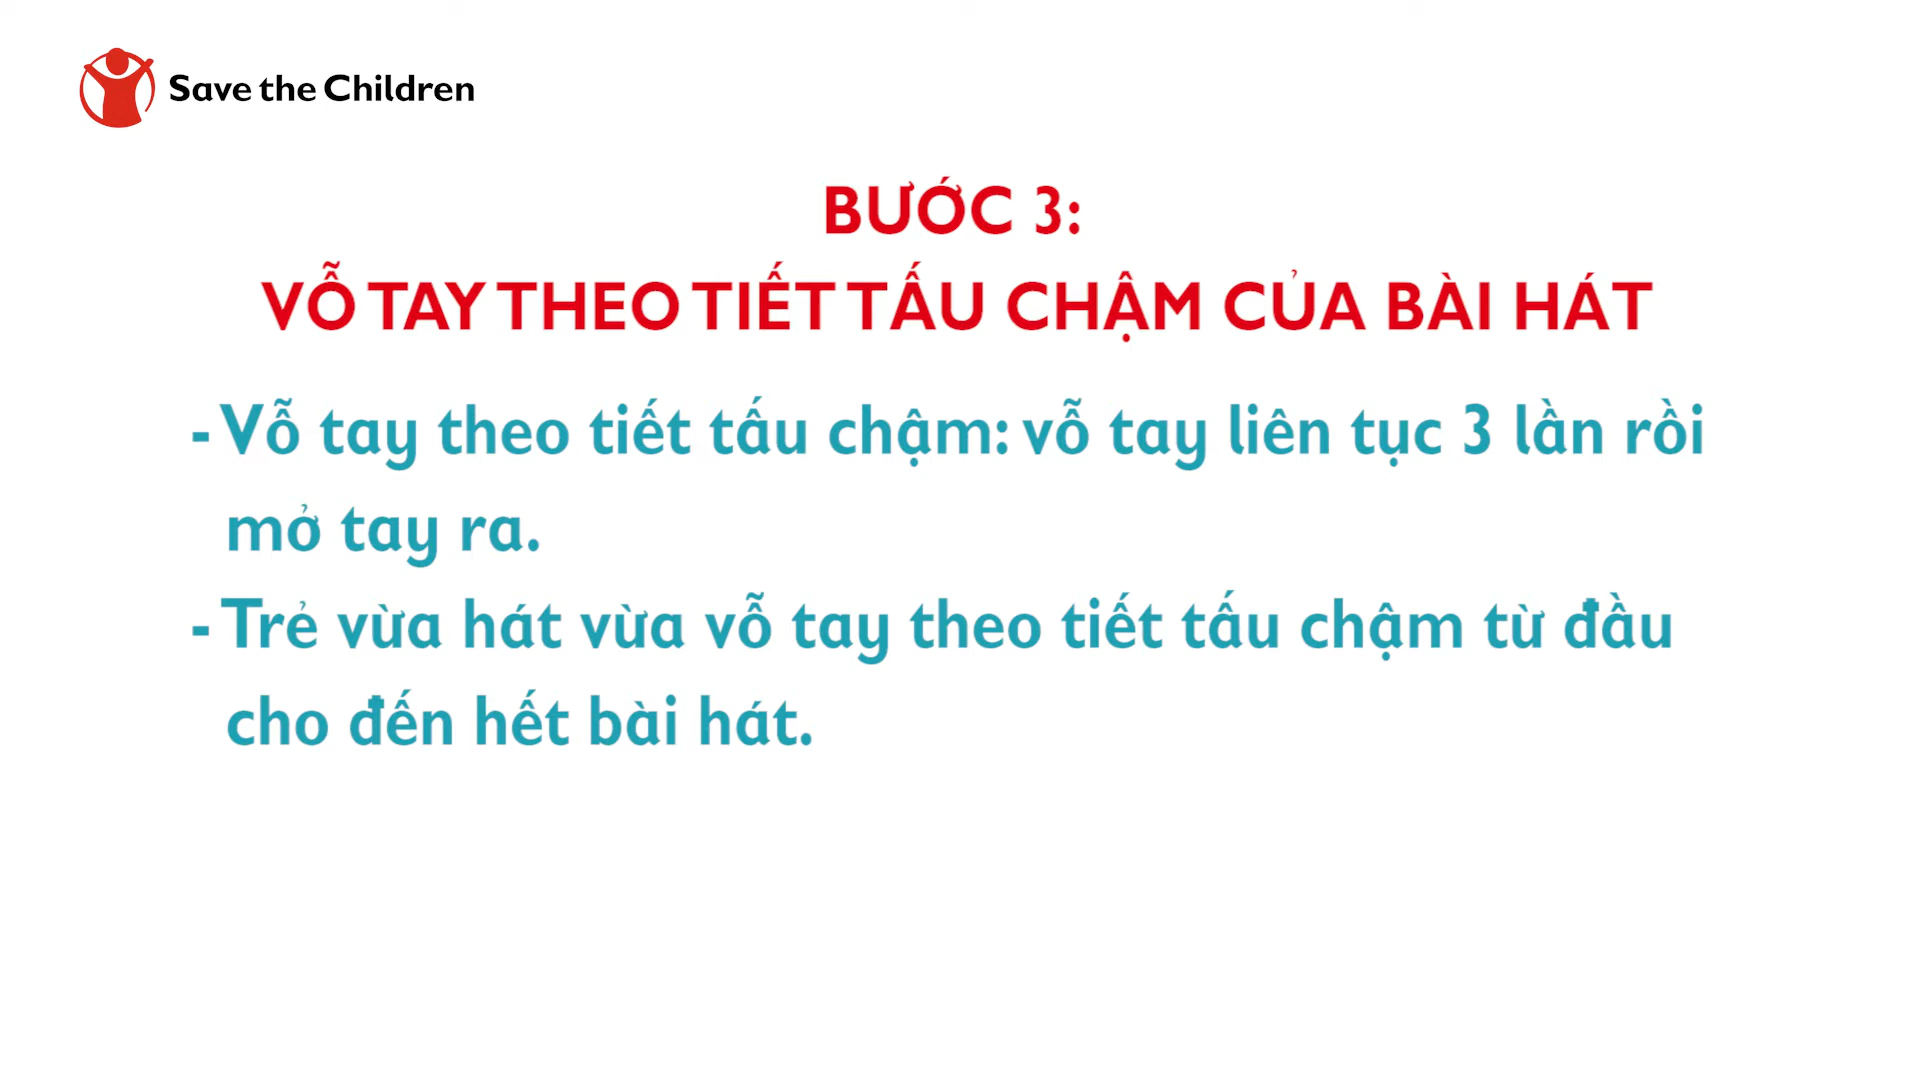 Save the Children
BƯỚC 3:
VỖ TAY THEO TIẾT TẤU CHẬM CỦA BÀI HÁT
- Vỗ tay theo tiết tấu chậm: vỗ tay liên tục 3 lần rồi
mở tay ra.
- Trẻ vừa hát vừa vỗ tay theo tiết tấu chậm từ đầu
cho đến hết bài hát.